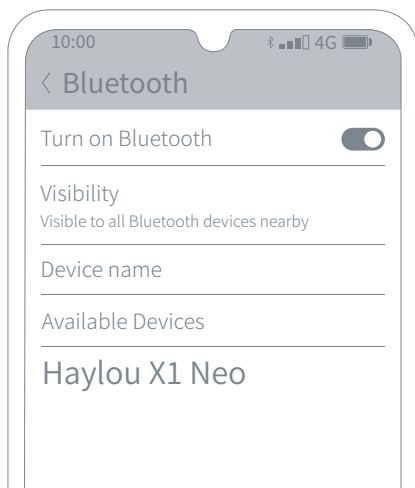 10:00
4G
Bluetooth
Turn on Bluetooth
Visibility
Visible to all Bluetooth devices nearby
Device name
Available Devices
Haylou X1 Neo